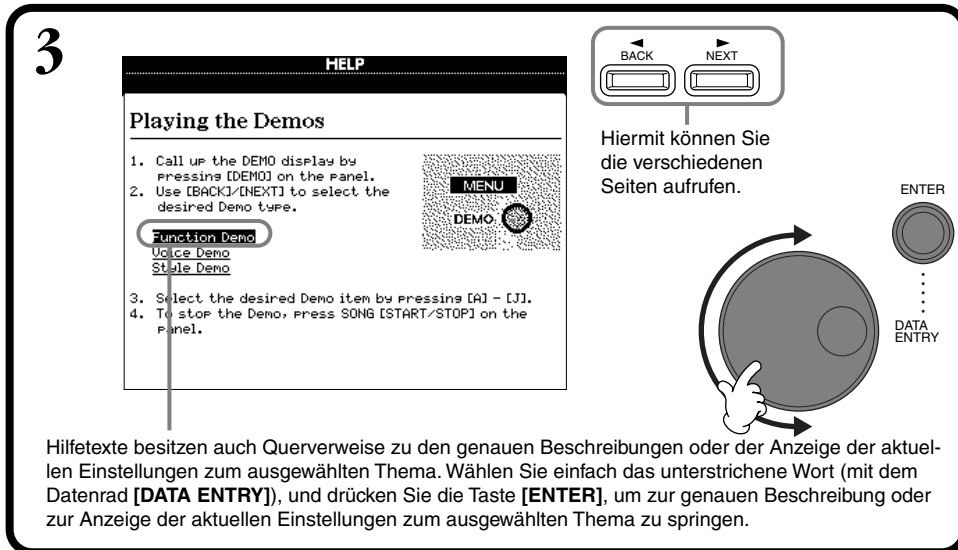 3
HELP
Playing the Demos
1. Call up the DEMO display by
pressing [DEMO] on the panel.
2. Use [BACK]/[NEXT] to select the
desired Demo type.
MENU
DEMO
Function Demo
Voice Demo
Style Demo
3. Select the desired Demo item by pressing [A] - [J].
4. To stop the Demo, press SONG [START/STOP] on the
panel.
BACK NEXT
Hiermit können Sie
die verschiedenen
Seiten aufrufen.
ENTER
DATA
ENTRY
Hilfetexte besitzen auch Querverweise zu den genauen Beschreibungen oder der Anzeige der aktuel-
len Einstellungen zum ausgewählten Thema. Wählen Sie einfach das unterstrichene Wort (mit dem
Datenrad [DATA ENTRY]), und drücken Sie die Taste [ENTER], um zur genauen Beschreibung oder
zur Anzeige der aktuellen Einstellungen zum ausgewählten Thema zu springen.